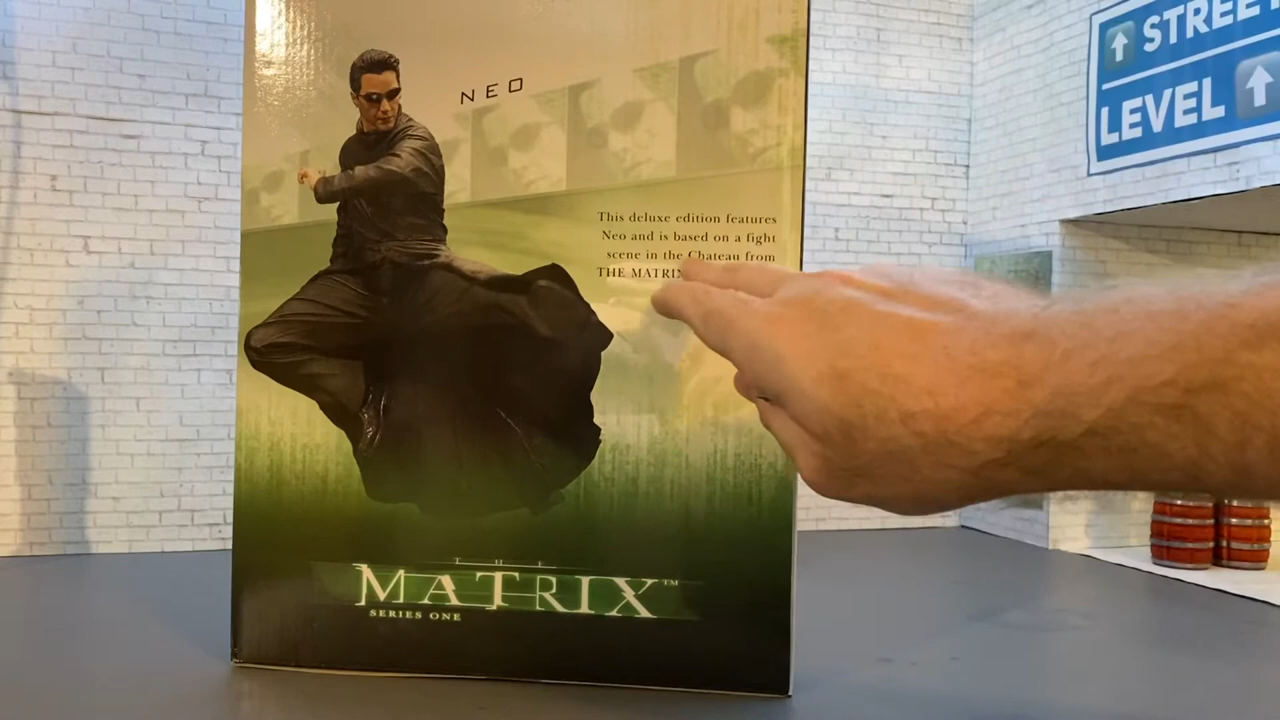 NEO
This deluxe edition features
Neo and is based on a fight
scene in the Chateau from
THE MATRIX
THE
MATRIX™
SERIES ONE
STREET
LEVEL